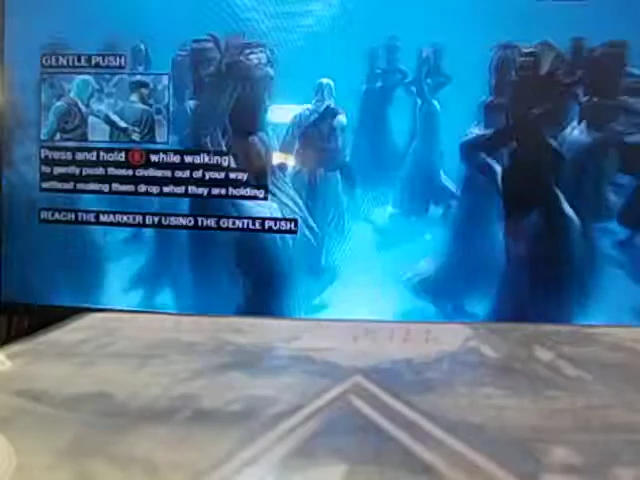 GENTLE PUSH
Press and hold B while walking
to gently push those civilians out of your way
without making them drop what they are holding.
REACH THE MARKER BY USING THE GENTLE PUSH.